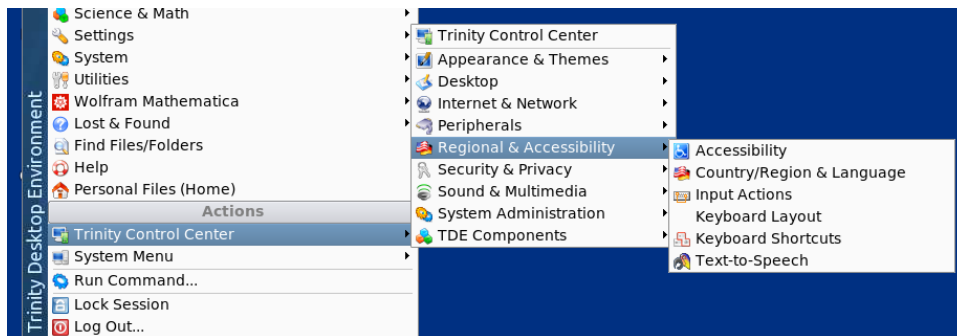 Trinity Desktop Environment
Science & Math
Settings
System
Utilities
Wolfram Mathematica
Lost & Found
Find Files/Folders
Help
Personal Files (Home)
Actions
Trinity Control Center
System Menu
Run Command...
Lock Session
Log Out...
Trinity Control Center
Appearance & Themes
Desktop
Internet & Network
Peripherals
Regional & Accessibility
Security & Privacy
Sound & Multimedia
System Administration
TDE Components
Accessibility
Country/Region & Language
Input Actions
Keyboard Layout
Keyboard Shortcuts
Text-to-Speech